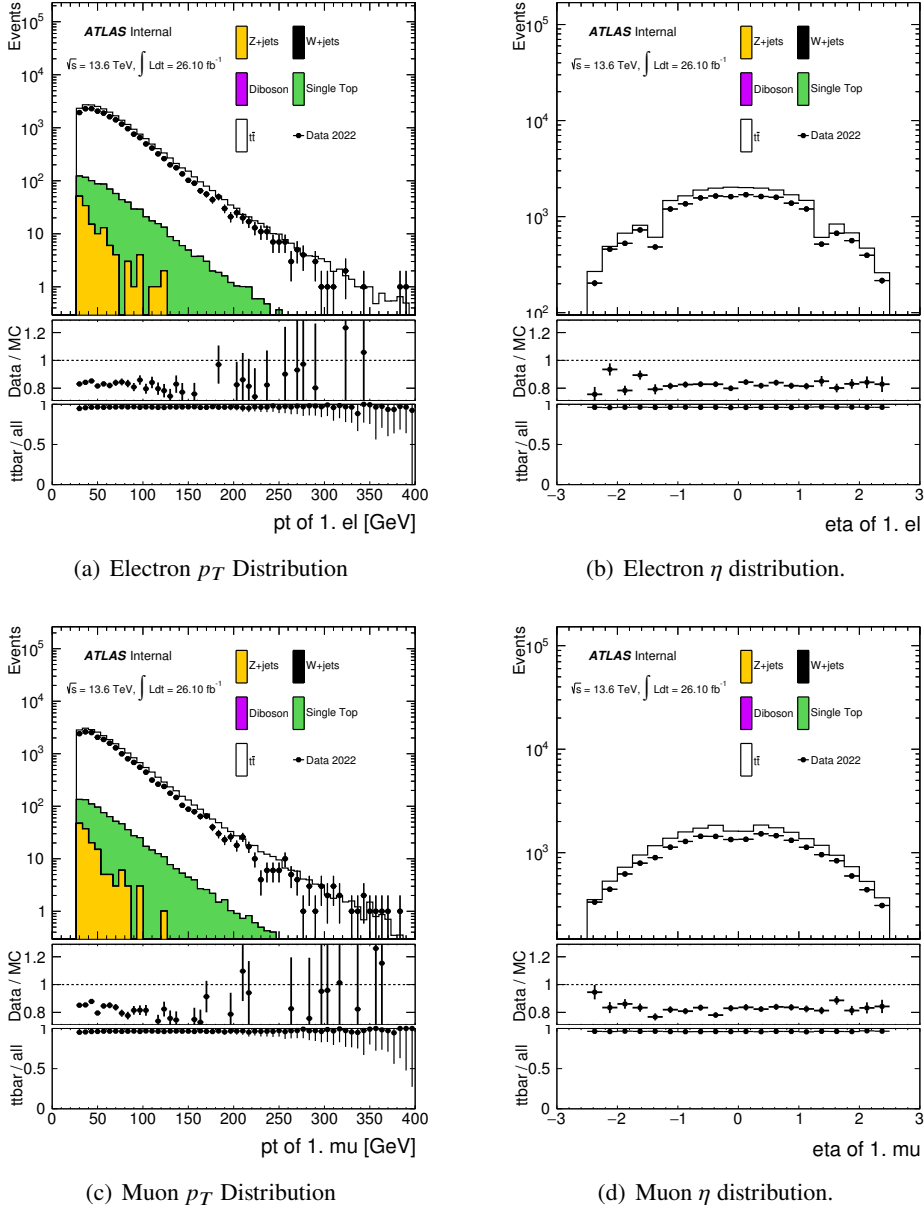 Events
10⁵
10⁴
10³
10²
10
1
ATLAS Internal
√s = 13.6 TeV, ∫ Ldt = 26.10 fb⁻¹
Z+jets
W+jets
Diboson
Single Top
tt̄
Data 2022
Data / MC
1.2
1
0.8
ttbar / all
1
0.5
0
0 50 100 150 200 250 300 350 400
pt of 1. el [GeV]
(a) Electron p_T Distribution
Events
10⁵
10⁴
10³
10²
ATLAS Internal
√s = 13.6 TeV, ∫ Ldt = 26.10 fb⁻¹
Z+jets
W+jets
Diboson
Single Top
tt̄
Data 2022
Data / MC
1.2
1
0.8
ttbar / all
1
0.5
0
−3 −2 −1 0 1 2 3
eta of 1. el
(b) Electron η distribution.
Events
10⁵
10⁴
10³
10²
10
1
ATLAS Internal
√s = 13.6 TeV, ∫ Ldt = 26.10 fb⁻¹
Z+jets
W+jets
Diboson
Single Top
tt̄
Data 2022
Data / MC
1.2
1
0.8
ttbar / all
1
0.5
0
0 50 100 150 200 250 300 350 400
pt of 1. mu [GeV]
(c) Muon p_T Distribution
Events
10⁵
10⁴
10³
ATLAS Internal
√s = 13.6 TeV, ∫ Ldt = 26.10 fb⁻¹
Z+jets
W+jets
Diboson
Single Top
tt̄
Data 2022
Data / MC
1.2
1
0.8
ttbar / all
1
0.5
0
−3 −2 −1 0 1 2 3
eta of 1. mu
(d) Muon η distribution.